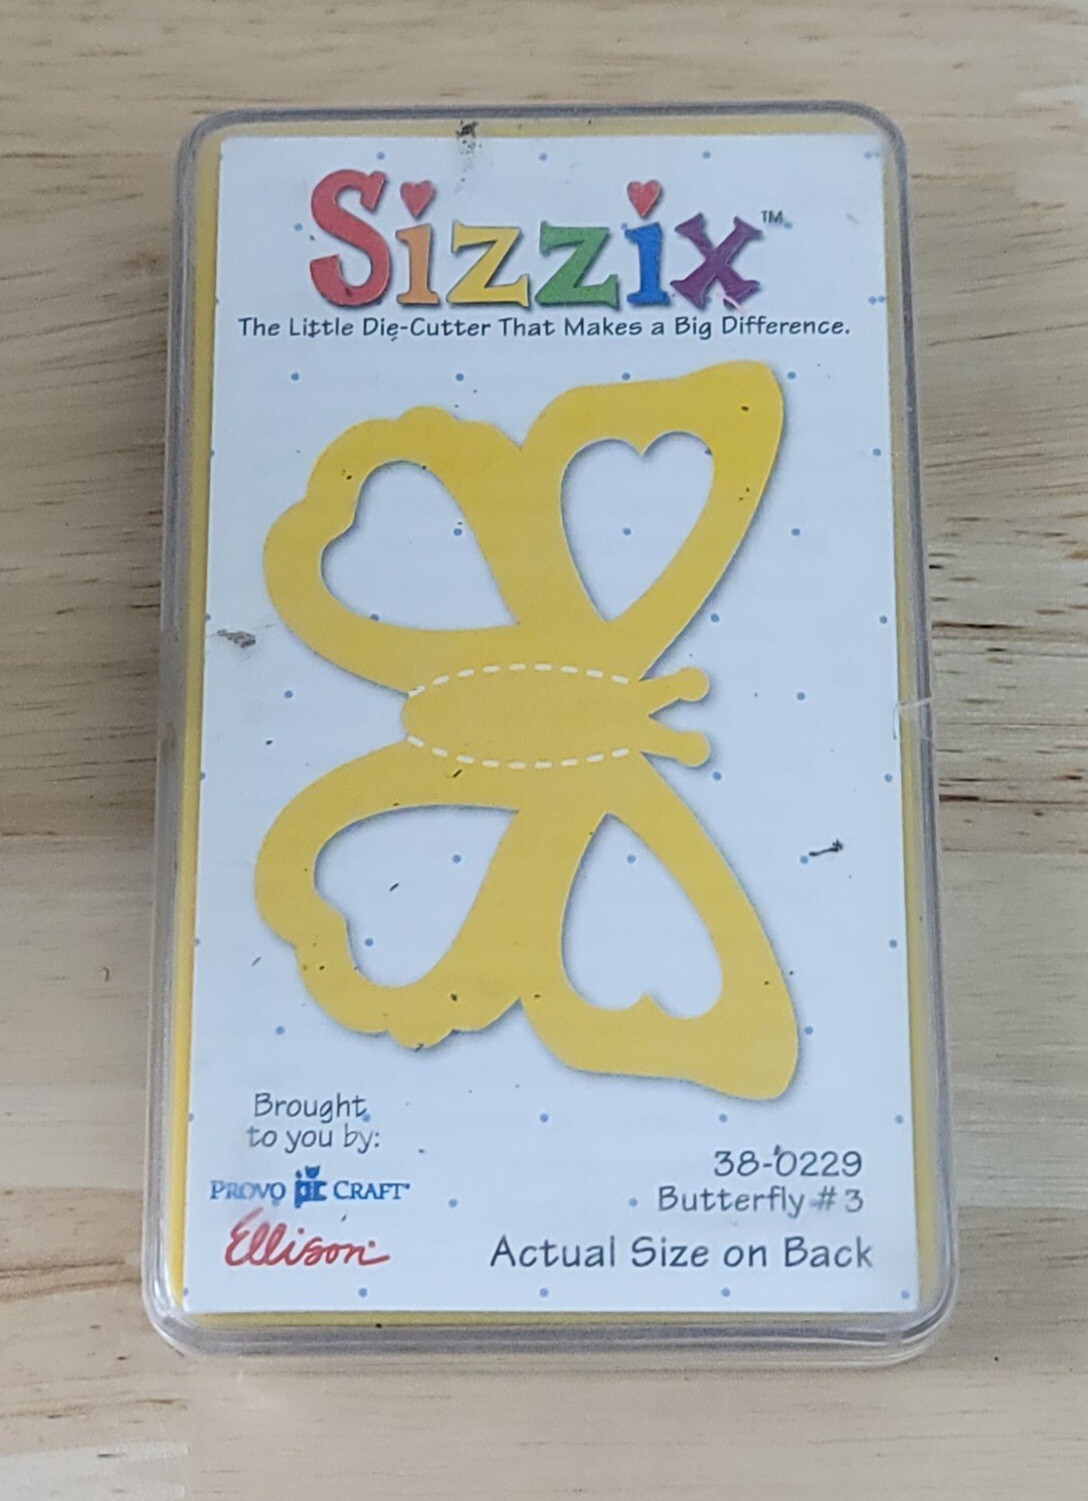 Sizzix™
The Little Die-Cutter That Makes a Big Difference.
Brought
to you by:
PROVO pc CRAFT
Ellison
38-0229
Butterfly #3
Actual Size on Back